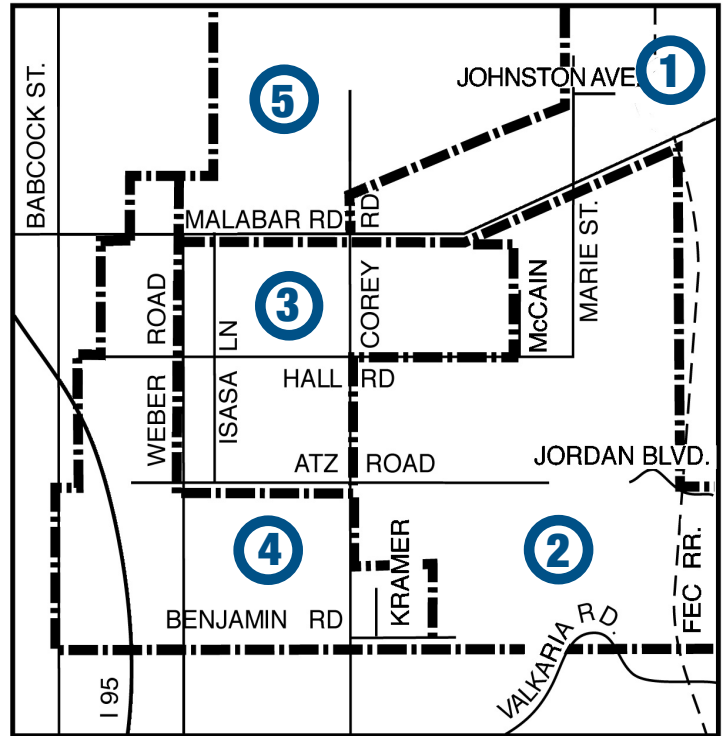 1
JOHNSTON AVE.
5
BABCOCK ST.
MALABAR RD
RD
COREY
MARIE ST.
McCAIN
3
WEBER ROAD
ISASA LN
HALL RD
ATZ ROAD
JORDAN BLVD.
4
2
KRAMER
FEC RR.
BENJAMIN RD
VALKARIA RD.
I 95